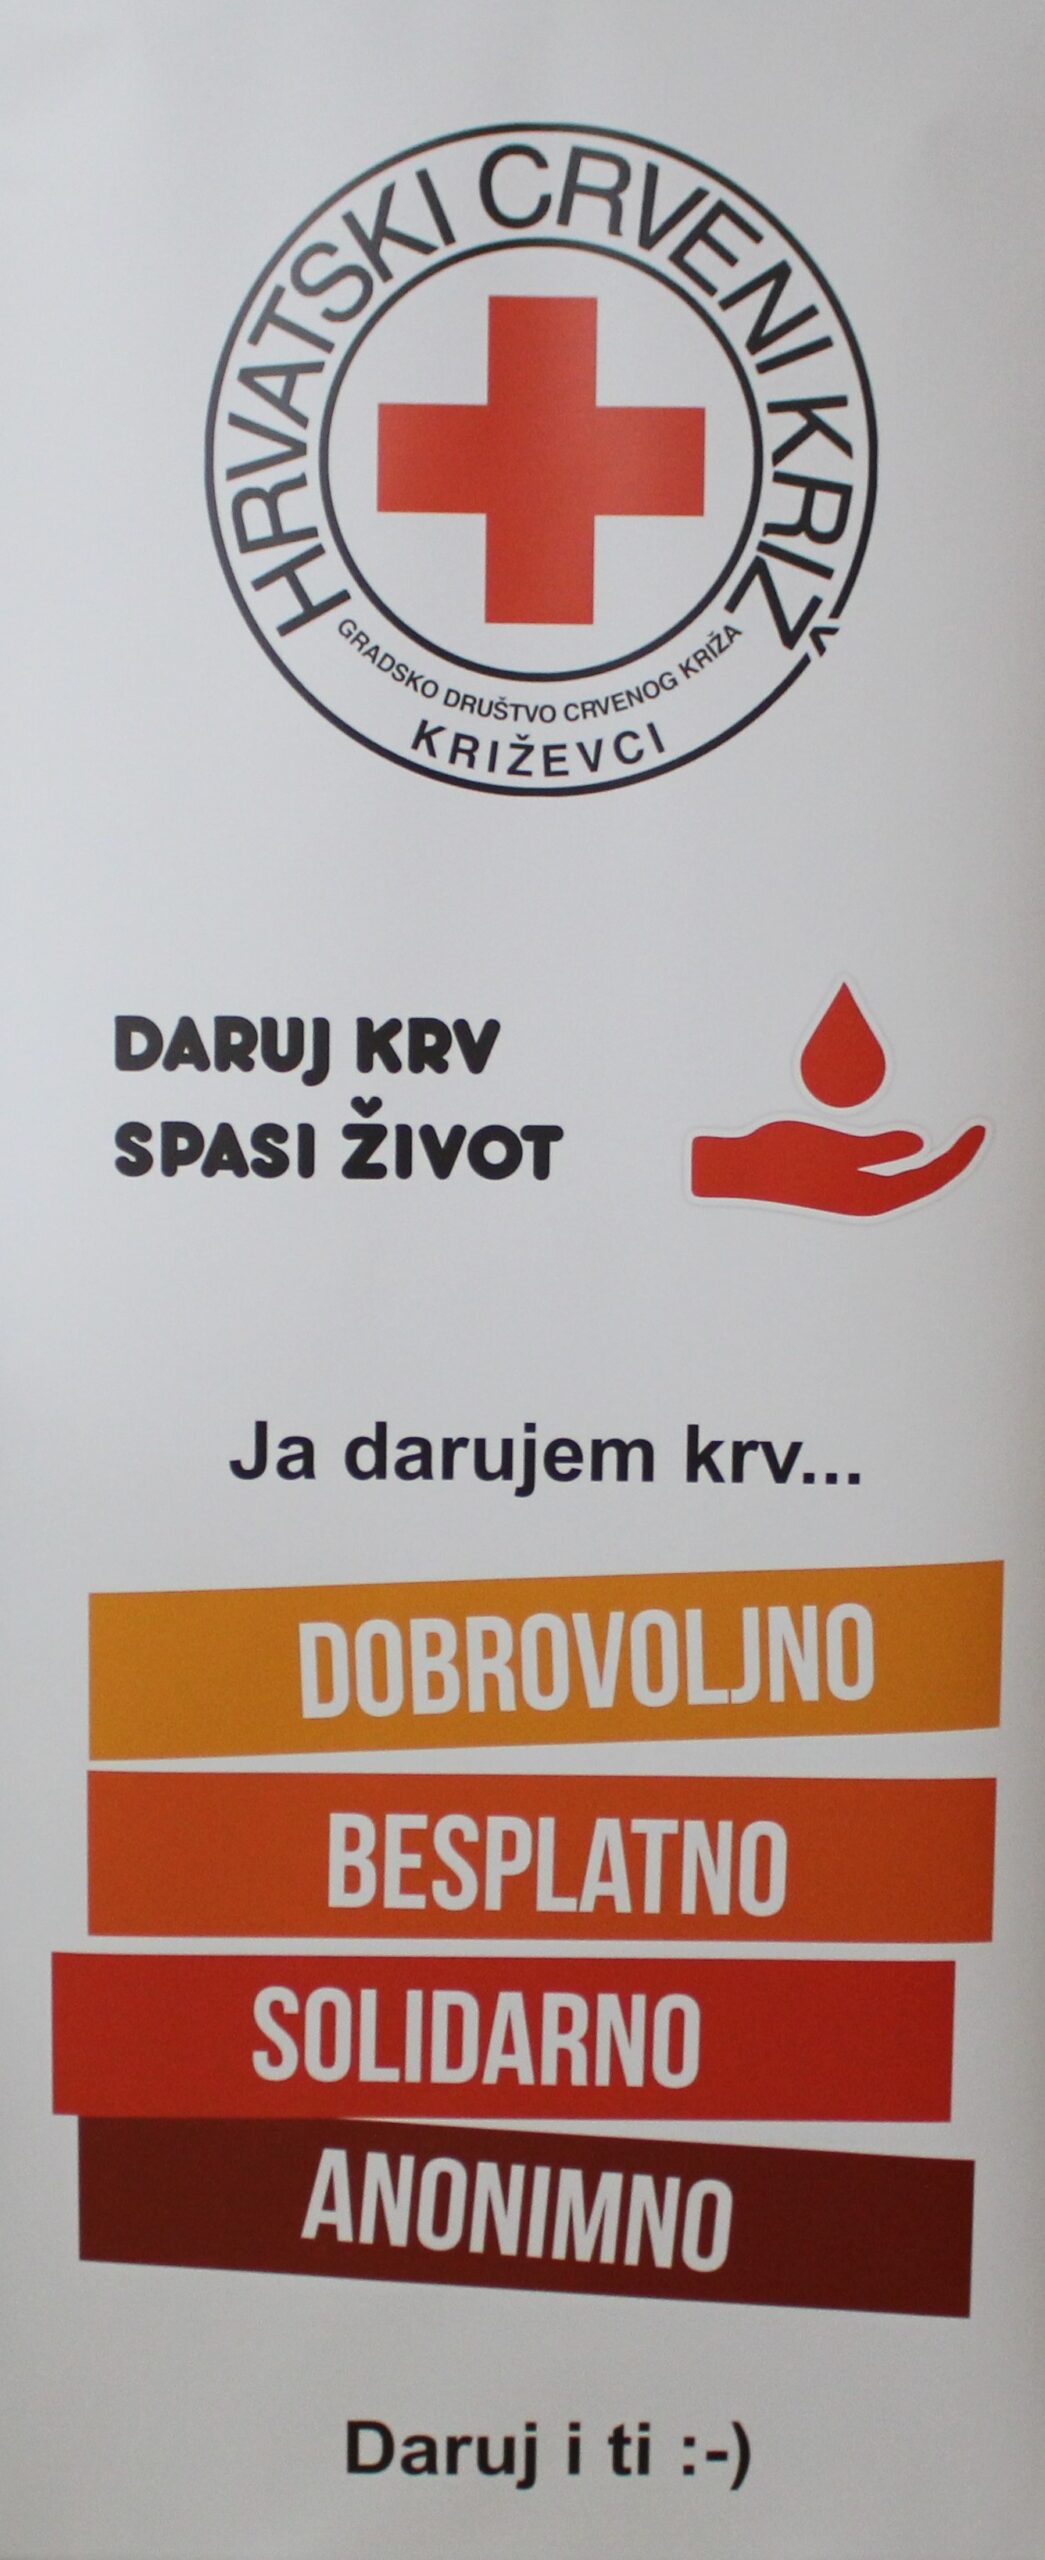 HRVATSKI CRVENI KRIŽ
GRADSKO DRUŠTVO CRVENOG KRIŽA
KRIŽEVCI
DARUJ KRV
SPASI ŽIVOT
Ja darujem krv...
DOBROVOLJNO
BESPLATNO
SOLIDARNO
ANONIMNO
Daruj i ti :-)